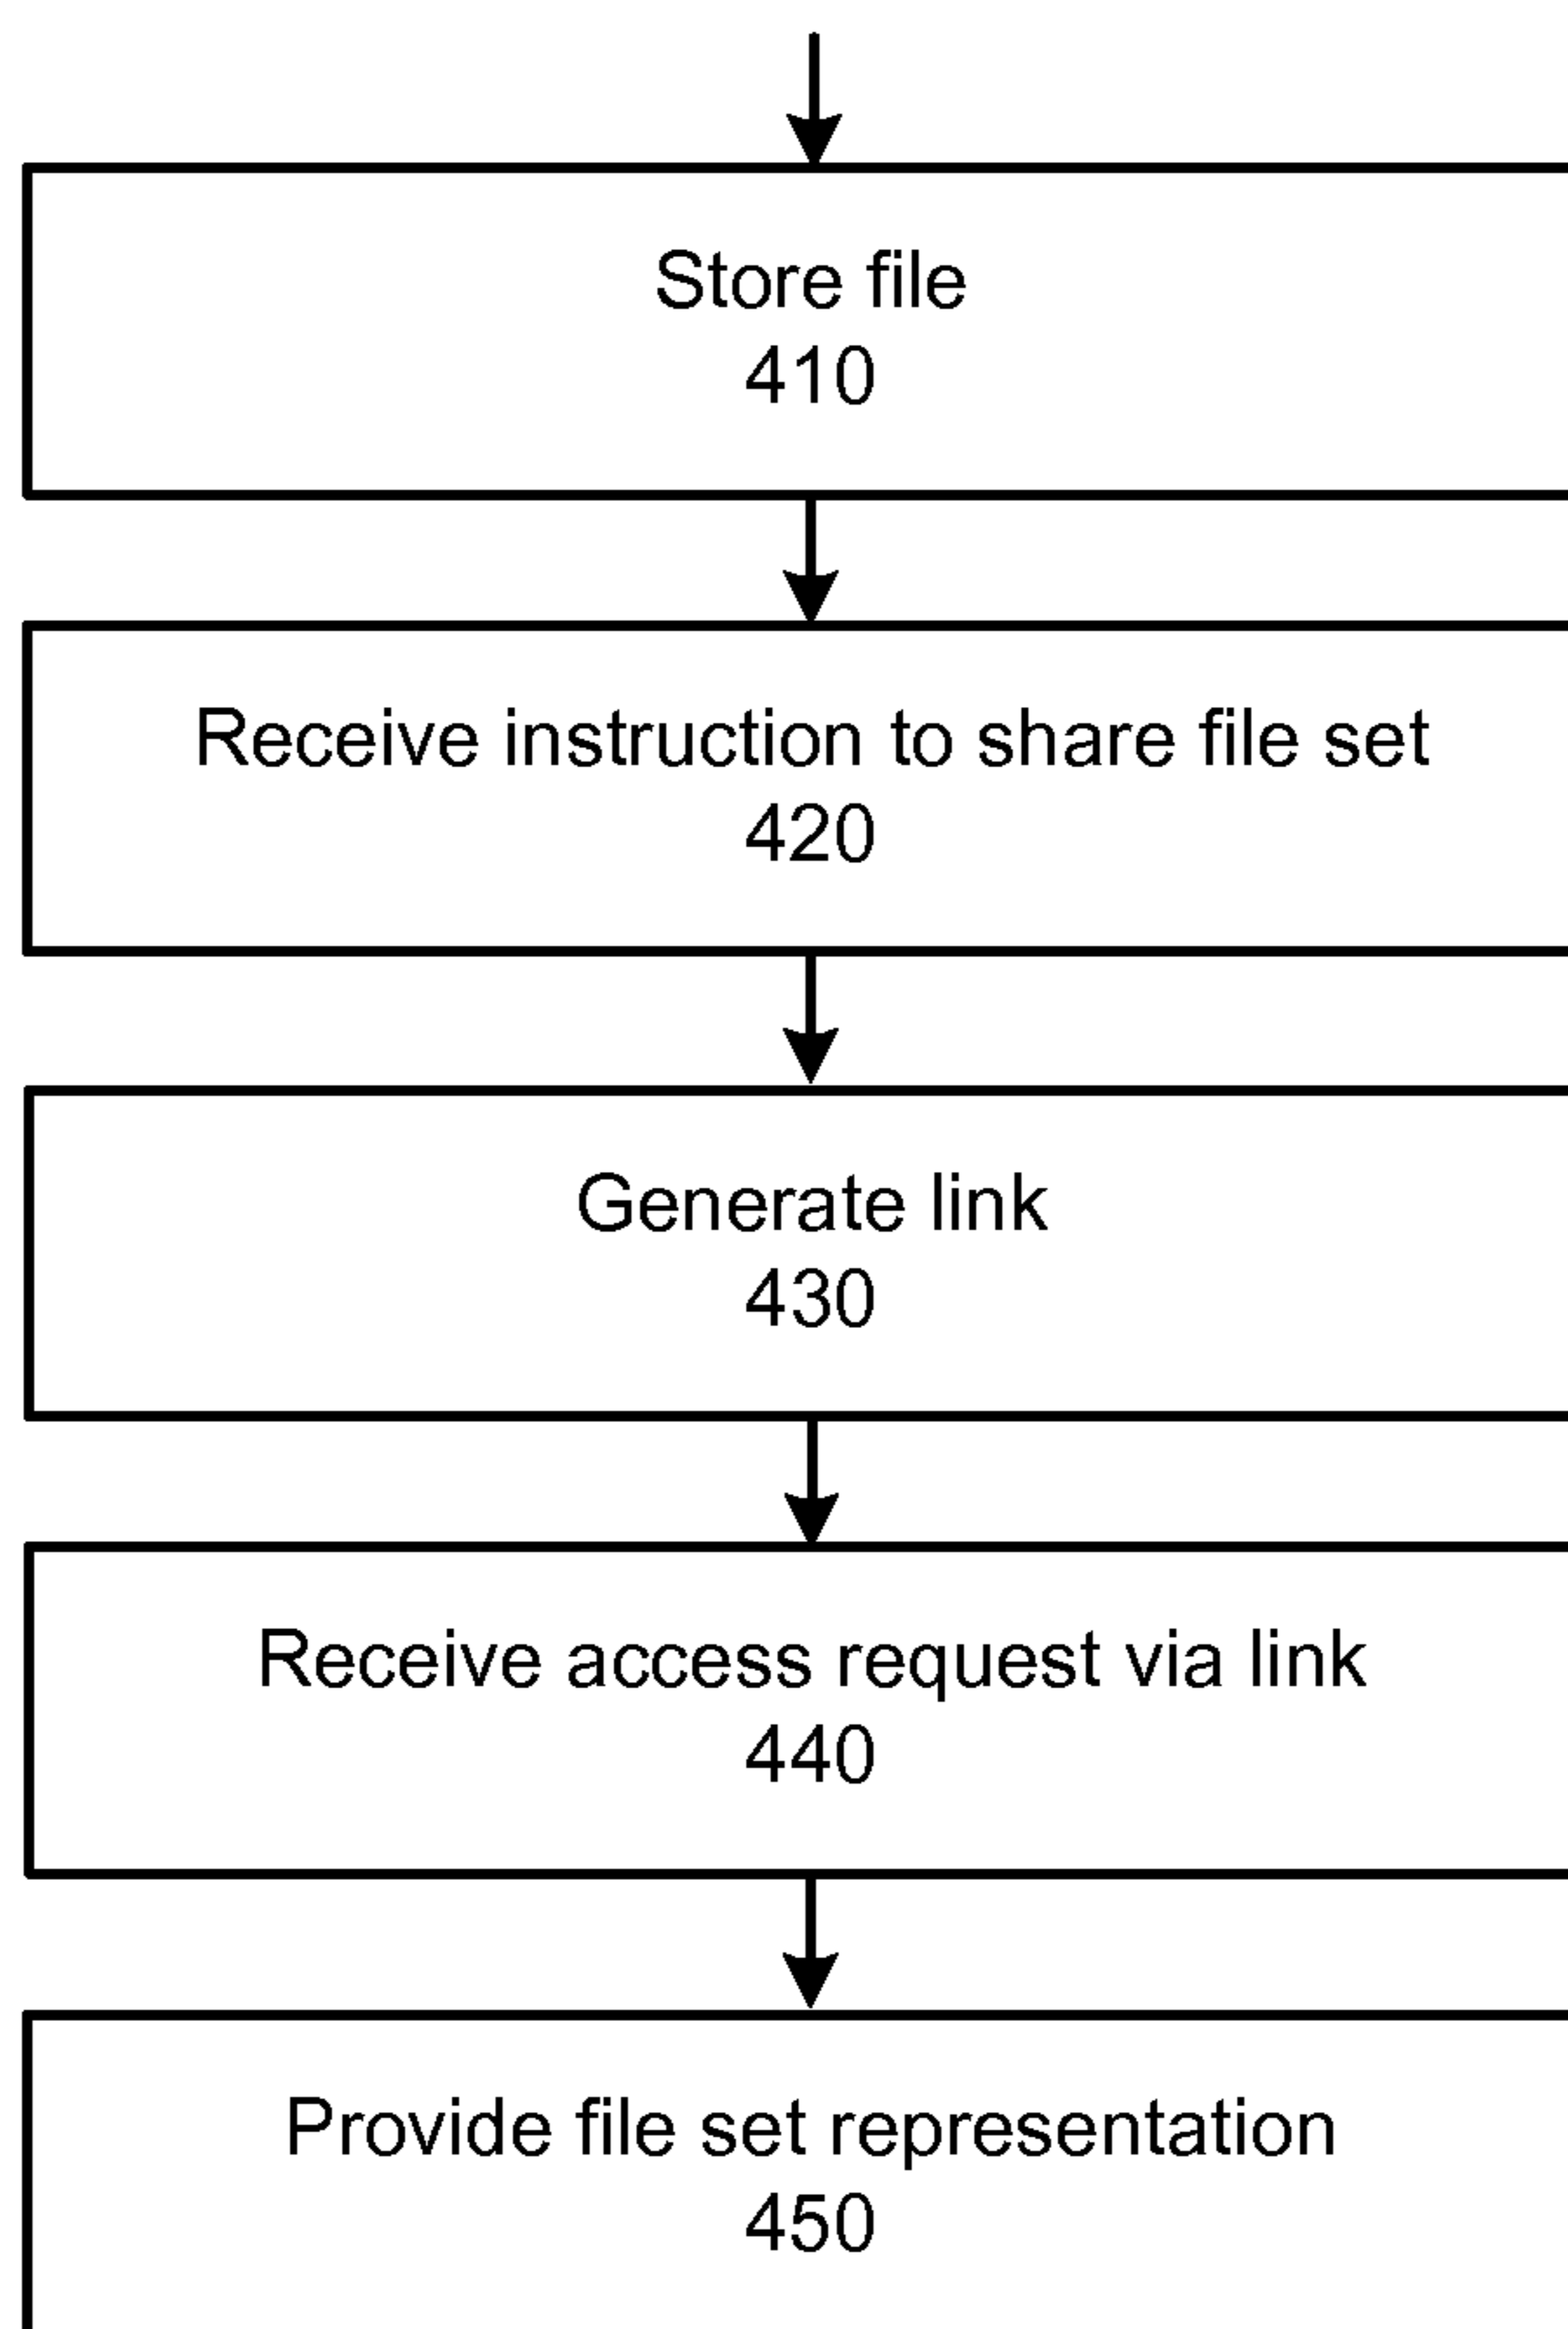 Store file
410
Receive instruction to share file set
420
Generate link
430
Receive access request via link
440
Provide file set representation
450